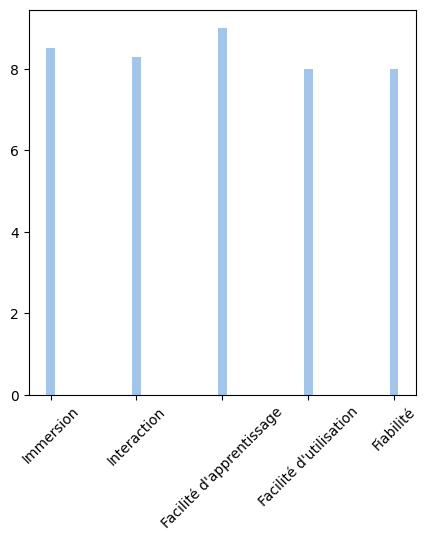 8
6
4
2
0
Immersion
Interaction
Facilité d'apprentissage
Facilité d'utilisation
Fiabilité